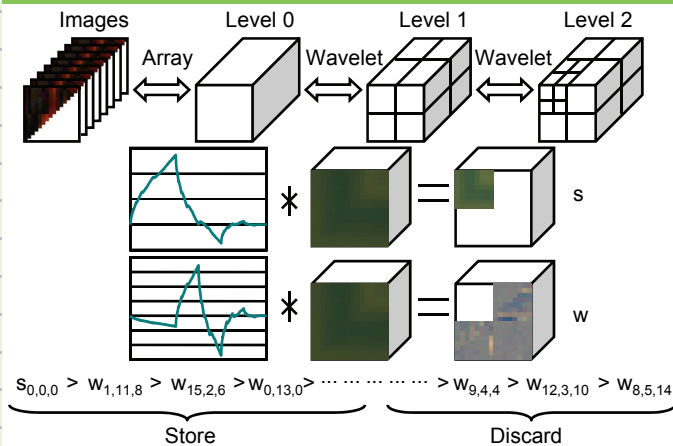 Images Level 0 Level 1 Level 2
Array Wavelet Wavelet
* = s
* = w
s0,0,0 > w1,11,8 > w15,2,6 > w0,13,0 > ... ... ... ... ... > w9,4,4 > w12,3,10 > w8,5,14
Store Discard